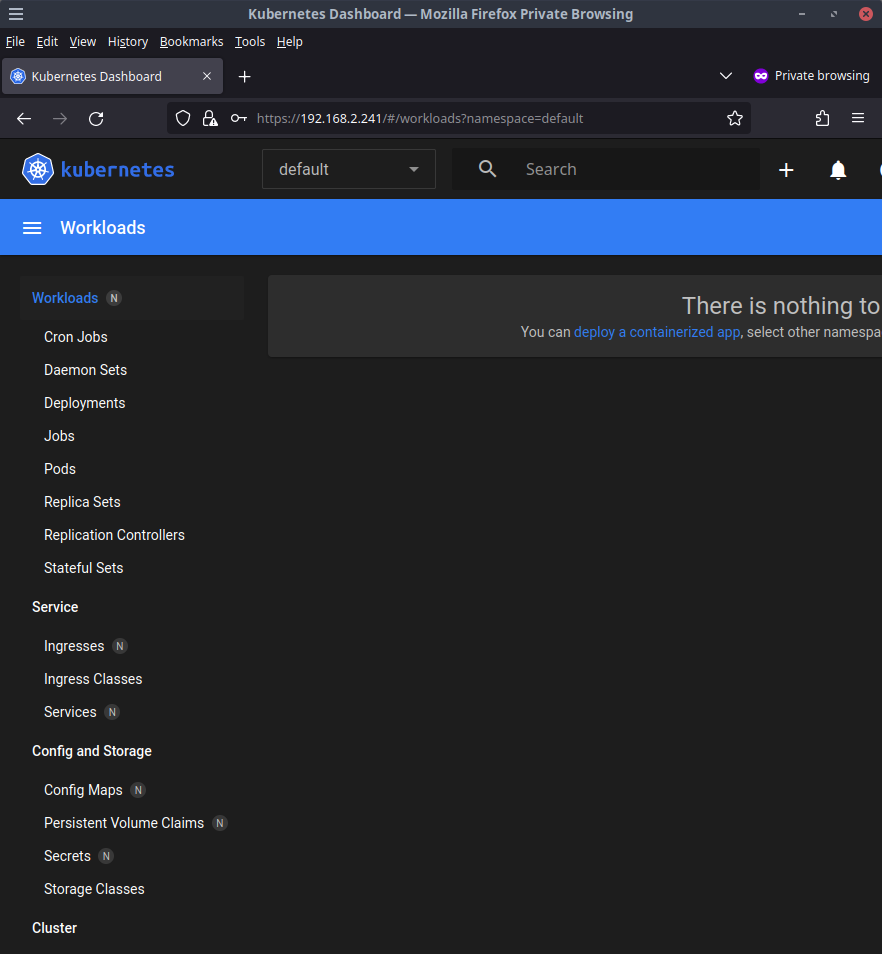 Kubernetes Dashboard — Mozilla Firefox Private Browsing
File Edit View History Bookmarks Tools Help
Kubernetes Dashboard
Private browsing
https://192.168.2.241/#/workloads?namespace=default
kubernetes
default
Search
Workloads
Workloads N
There is nothing to
You can deploy a containerized app, select other namespa
Cron Jobs
Daemon Sets
Deployments
Jobs
Pods
Replica Sets
Replication Controllers
Stateful Sets
Service
Ingresses N
Ingress Classes
Services N
Config and Storage
Config Maps N
Persistent Volume Claims N
Secrets N
Storage Classes
Cluster